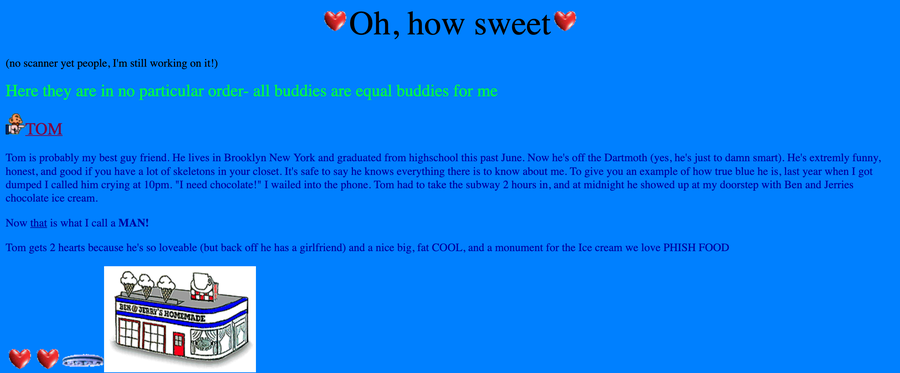 Oh, how sweet
(no scanner yet people, I'm still working on it!)
Here they are in no particular order- all buddies are equal buddies for me
TOM
Tom is probably my best guy friend. He lives in Brooklyn New York and graduated from highschool this past June. Now he's off the Dartmoth (yes, he's just to damn smart). He's extremly funny,
honest, and good if you have a lot of skeletons in your closet. It's safe to say he knows everything there is to know about me. To give you an example of how true blue he is, last year when I got
dumped I called him crying at 10pm. "I need chocolate!" I wailed into the phone. Tom had to take the subway 2 hours in, and at midnight he showed up at my doorstep with Ben and Jerries
chocolate ice cream.
Now that is what I call a MAN!
Tom gets 2 hearts because he's so loveable (but back off he has a girlfriend) and a nice big, fat COOL, and a monument for the Ice cream we love PHISH FOOD
BEN & JERRY'S HOMEMADE